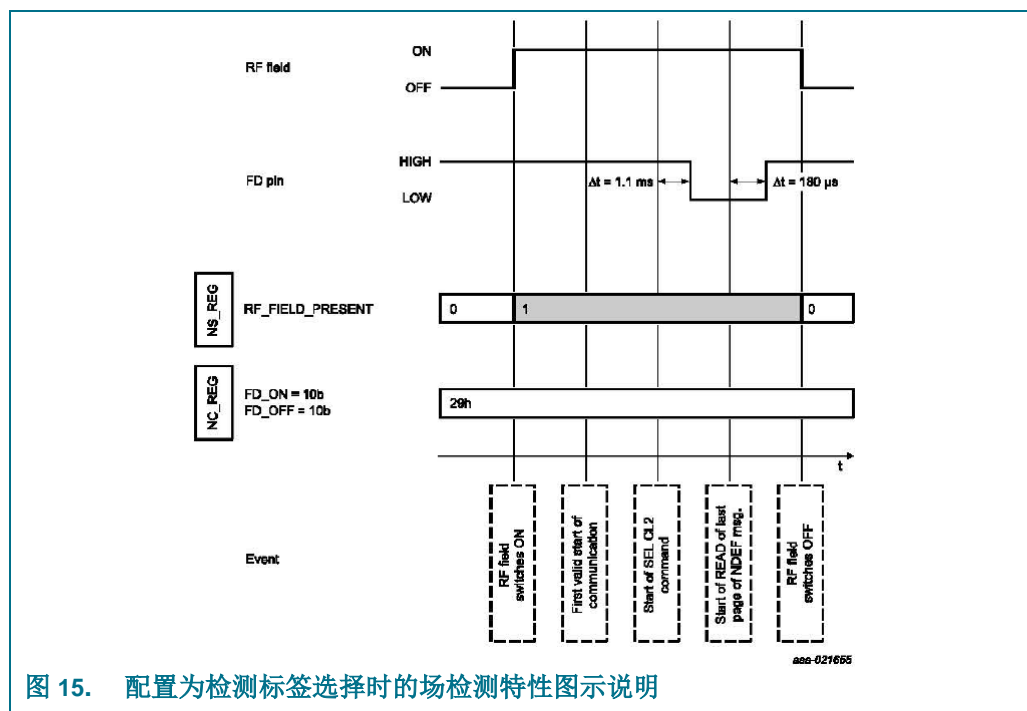 ON
RF field
OFF
HIGH
FD pin
LOW
Δt = 1.1 ms
Δt = 180 µs
NS_REG
RF_FIELD_PRESENT
0
1
0
NC_REG
FD_ON = 10b
FD_OFF = 10b
29h
t
Event
RF field
switches ON
First valid start of
communication
Start of SEL CL2
command
Start of READ of last
page of NDEF msg.
RF field
switches OFF
aaa-021655
图 15. 配置为检测标签选择时的场检测特性图示说明